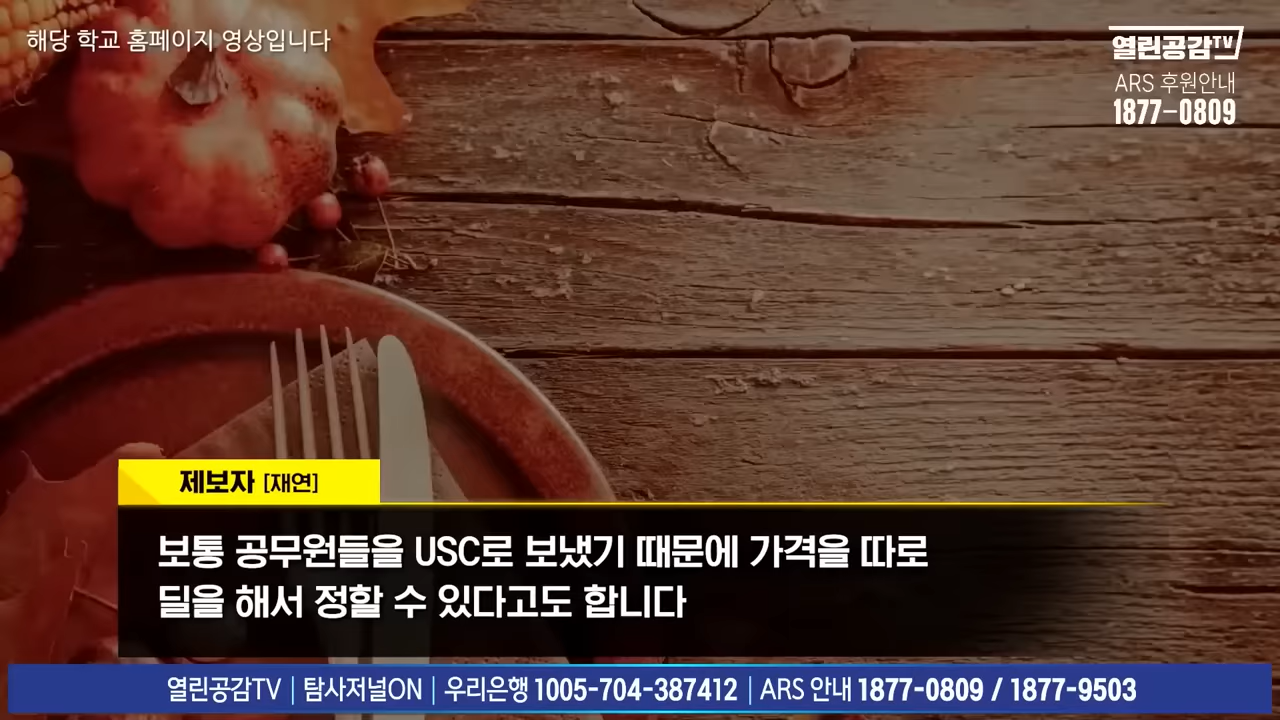 해당 학교 홈페이지 영상입니다
열린공감TV
ARS 후원안내
1877-0809
제보자 [재연]
보통 공무원들을 USC로 보냈기 때문에 가격을 따로
딜을 해서 정할 수 있다고도 합니다
열린공감TV | 탐사저널ON | 우리은행 1005-704-387412 | ARS 안내 1877-0809 / 1877-9503